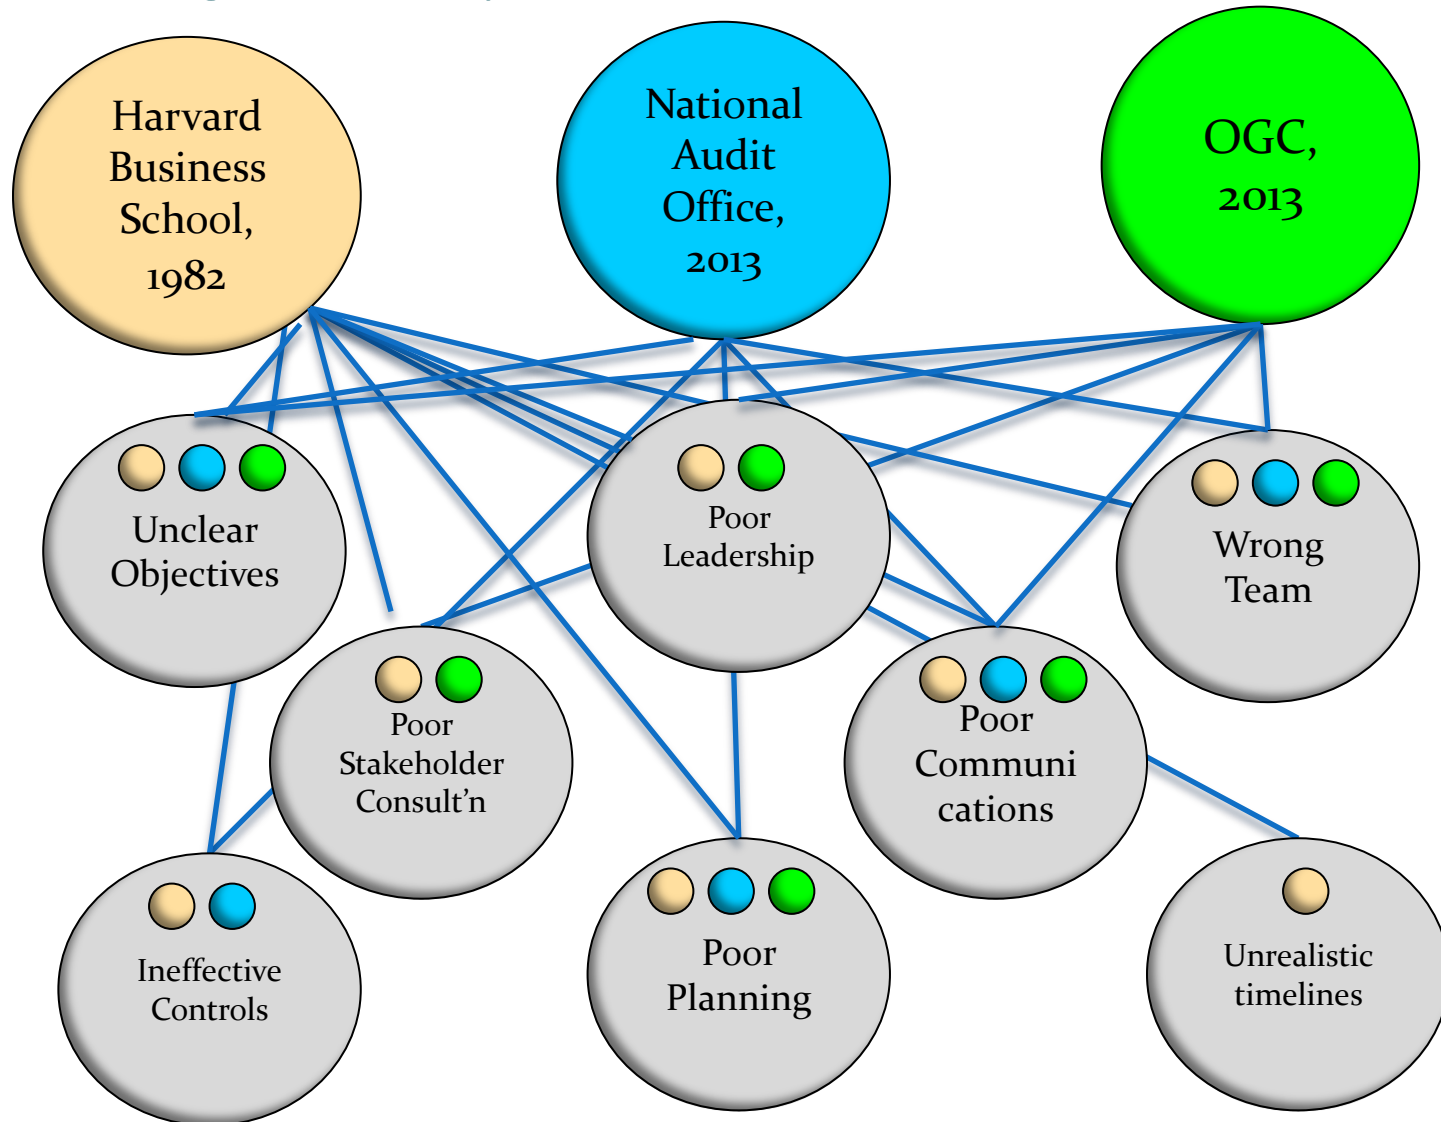 Harvard
Business
School,
1982
National
Audit
Office,
2013
OGC,
2013
Unclear
Objectives
Poor
Leadership
Wrong
Team
Poor
Stakeholder
Consult’n
Poor
Communi
cations
Ineffective
Controls
Poor
Planning
Unrealistic
timelines